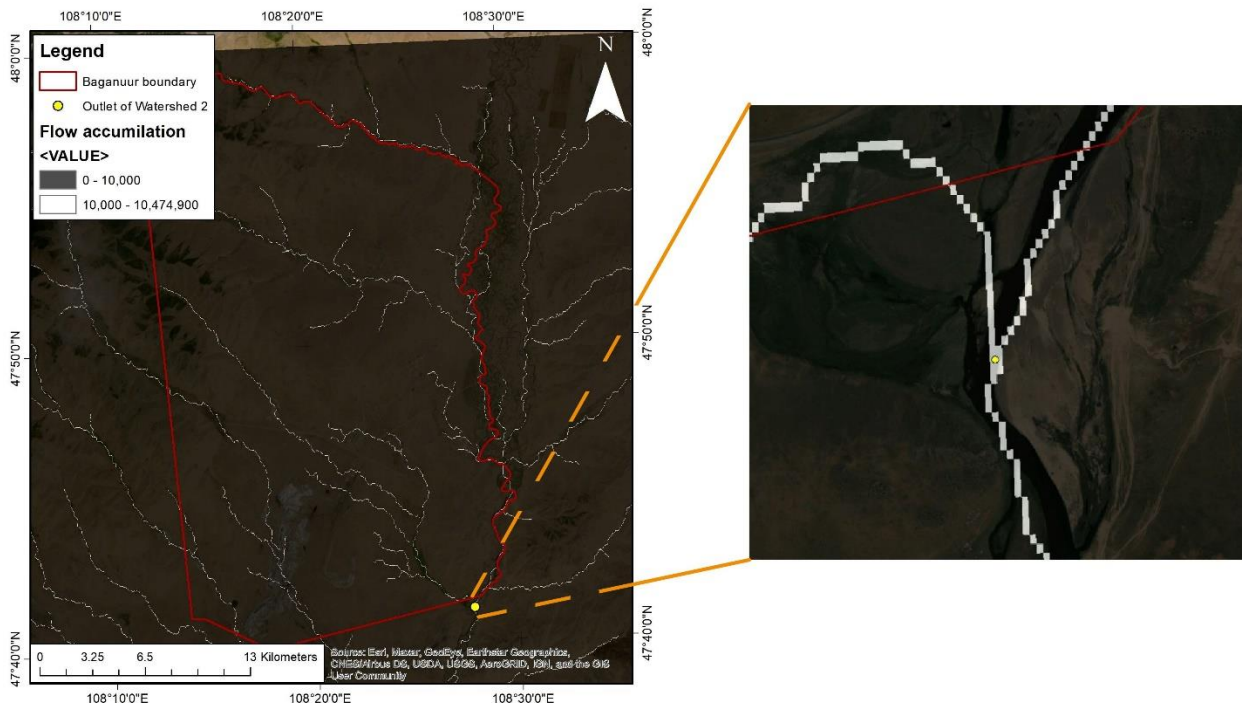 108°10'0"E
108°20'0"E
108°30'0"E
Legend
Baganuur boundary
Outlet of Watershed 2
Flow accumilation
<VALUE>
0 - 10,000
10,000 - 10,474,900
N
48°0'0"N
48°0'0"N
47°50'0"N
47°50'0"N
47°40'0"N
47°40'0"N
0 3.25 6.5 13 Kilometers
Source: Esri, Maxar, GeoEye, Earthstar Geographics,
CNES/Airbus DS, USDA, USGS, AeroGRID, IGN, and the GIS
User Community
108°10'0"E
108°20'0"E
108°30'0"E